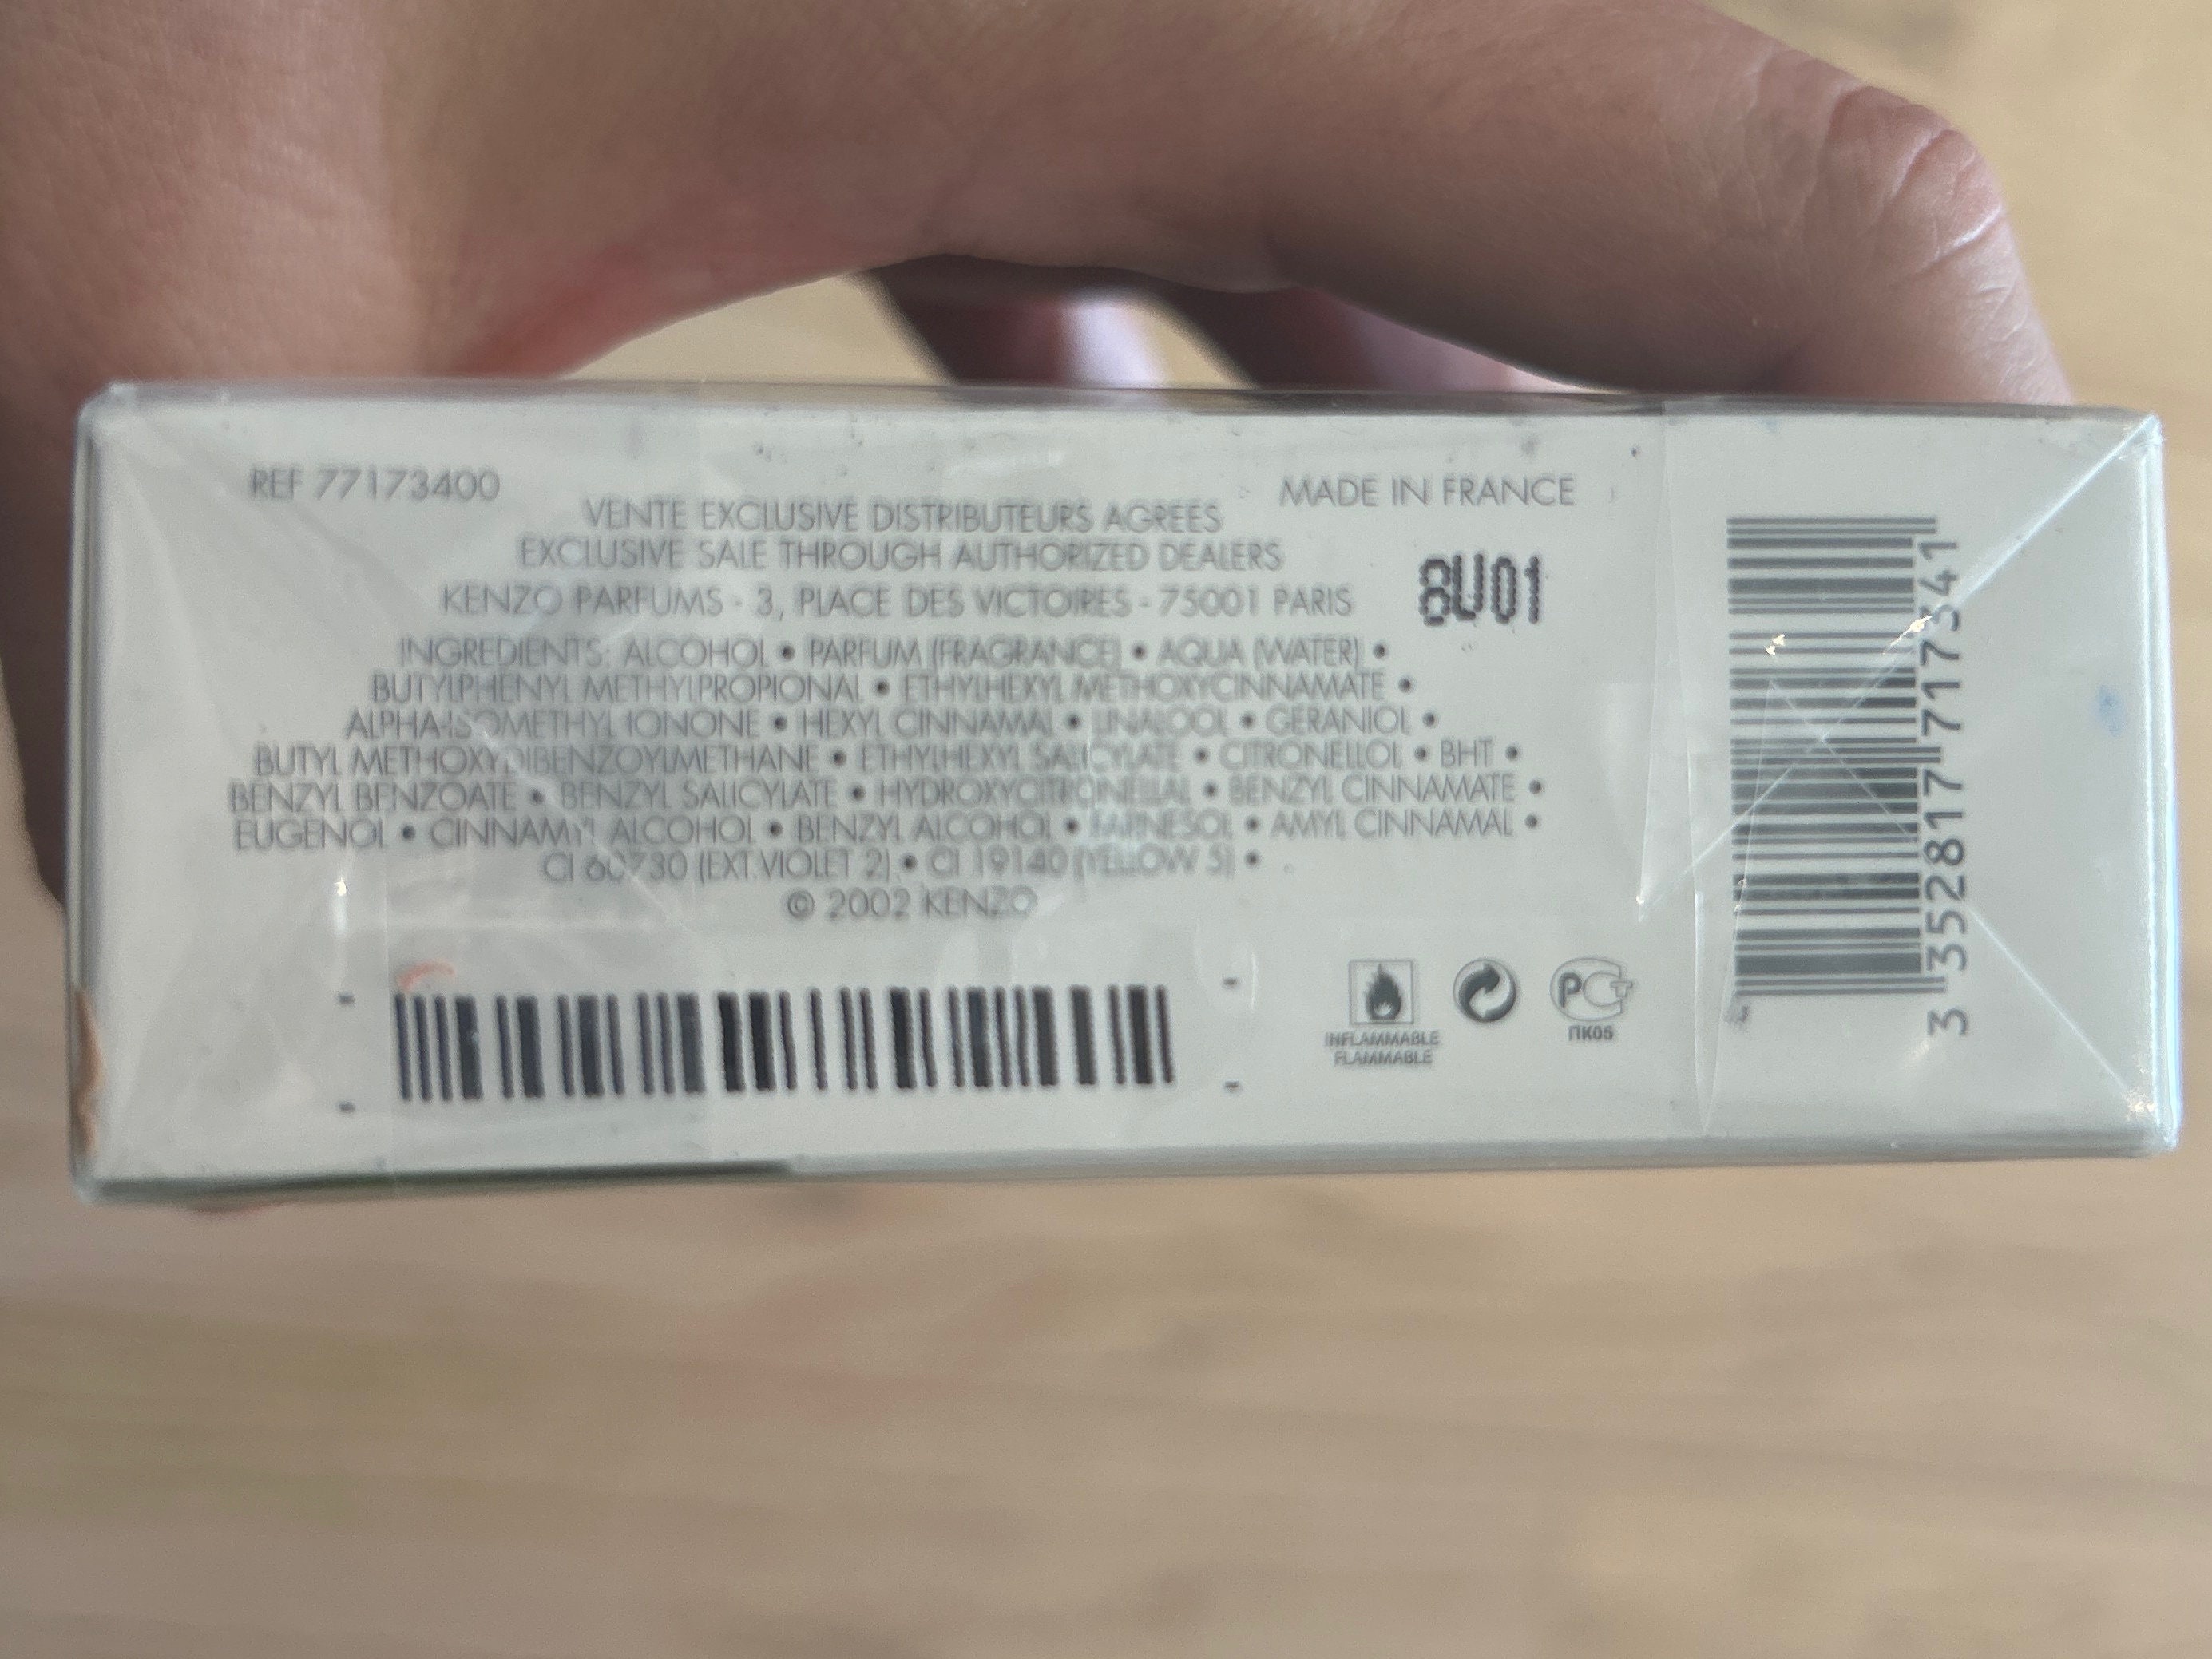 REF 77173400
MADE IN FRANCE
VENTE EXCLUSIVE DISTRIBUTEURS AGREES
EXCLUSIVE SALE THROUGH AUTHORIZED DEALERS
KENZO PARFUMS - 3, PLACE DES VICTOIRES - 75001 PARIS
8U01
INGREDIENTS: ALCOHOL • PARFUM (FRAGRANCE) • AQUA (WATER) •
BUTYLPHENYL METHYLPROPIONAL • ETHYLHEXYL METHOXYCINNAMATE •
ALPHA-ISOMETHYL IONONE • HEXYL CINNAMAL • LINALOOL • GERANIOL •
BUTYL METHOXYDIBENZOYLMETHANE • ETHYLHEXYL SALICYLATE • CITRONELLOL • BHT •
BENZYL BENZOATE • BENZYL SALICYLATE • HYDROXYCITRONELLAL • BENZYL CINNAMATE •
EUGENOL • CINNAMYL ALCOHOL • BENZYL ALCOHOL • FARNESOL • AMYL CINNAMAL •
CI 60730 (EXT.VIOLET 2) • CI 19140 (YELLOW 5) •
© 2002 KENZO
INFLAMMABLE
FLAMMABLE
РСТ
ПК05
3 352817 717341